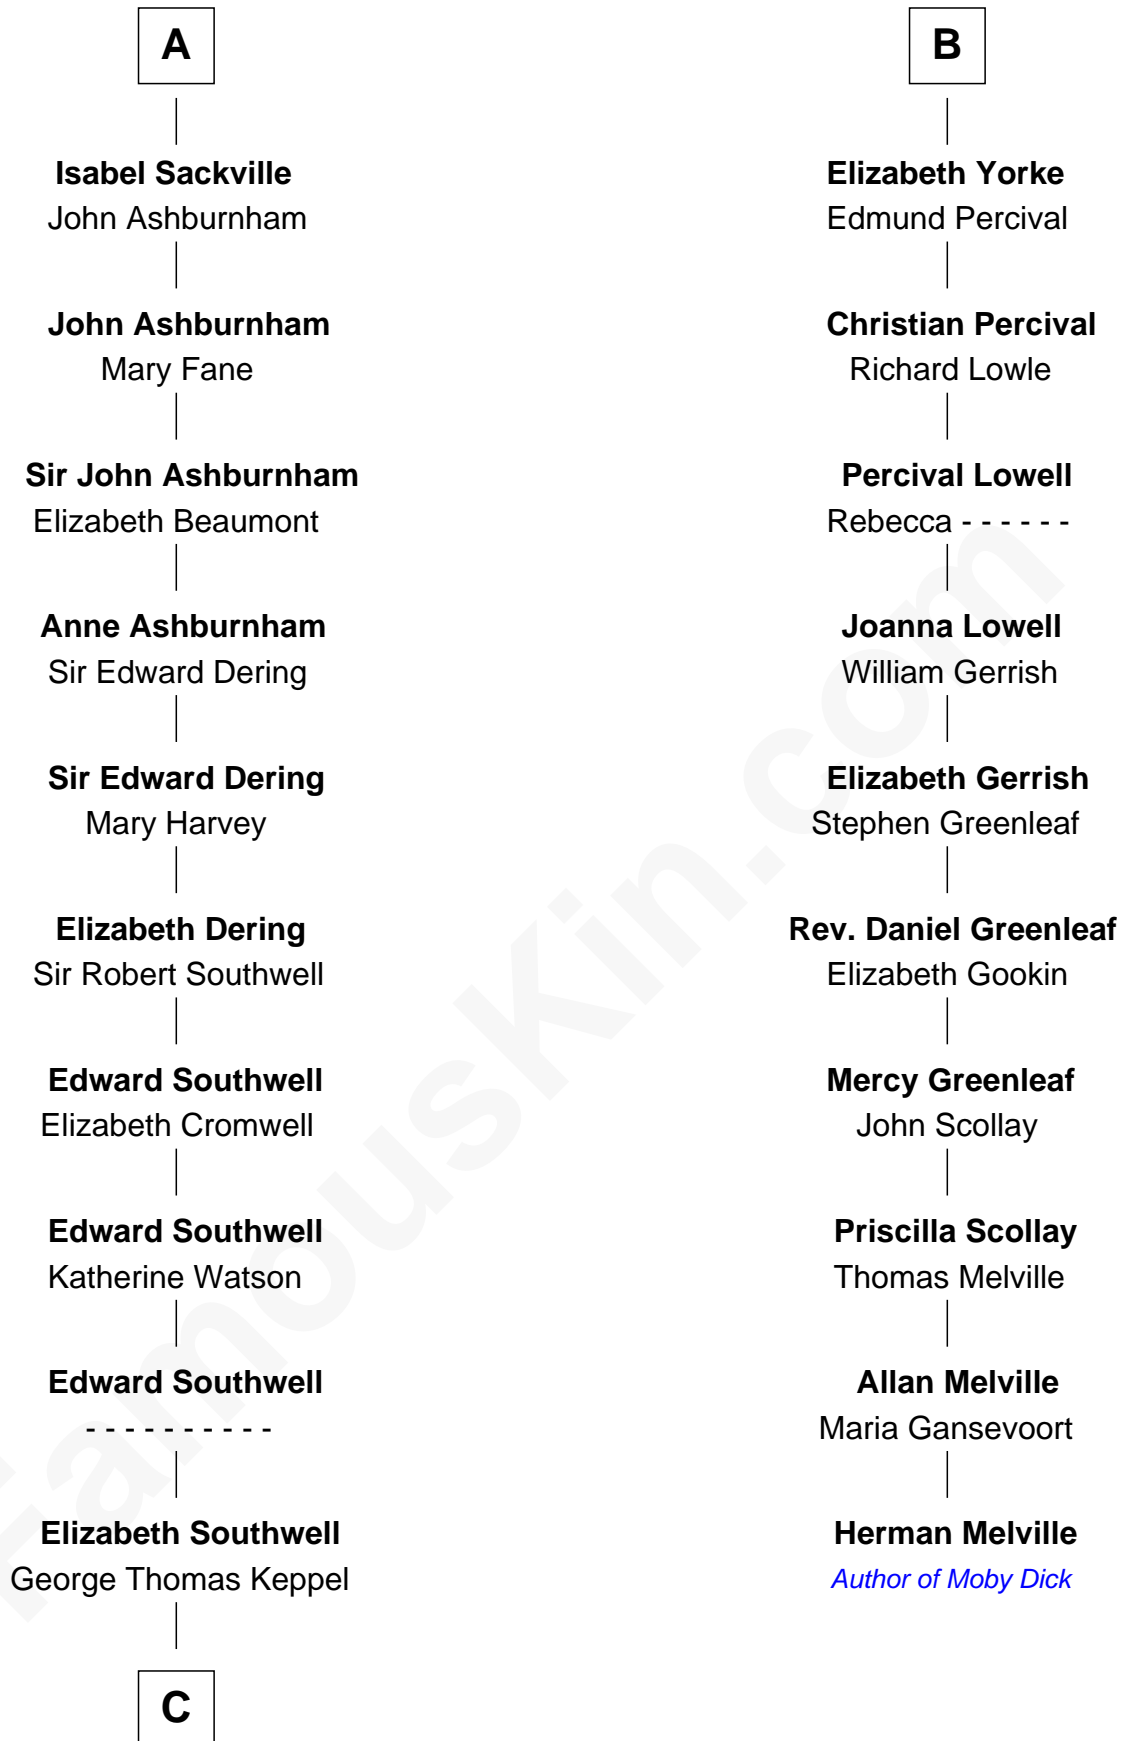 A
Isabel Sackville
John Ashburnham
John Ashburnham
Mary Fane
Sir John Ashburnham
Elizabeth Beaumont
Anne Ashburnham
Sir Edward Dering
Sir Edward Dering
Mary Harvey
Elizabeth Dering
Sir Robert Southwell
Edward Southwell
Elizabeth Cromwell
Edward Southwell
Katherine Watson
Edward Southwell
- - - - - - - - - -
Elizabeth Southwell
George Thomas Keppel
C
B
Elizabeth Yorke
Edmund Percival
Christian Percival
Richard Lowle
Percival Lowell
Rebecca - - - - - -
Joanna Lowell
William Gerrish
Elizabeth Gerrish
Stephen Greenleaf
Rev. Daniel Greenleaf
Elizabeth Gookin
Mercy Greenleaf
John Scollay
Priscilla Scollay
Thomas Melville
Allan Melville
Maria Gansevoort
Herman Melville
Author of Moby Dick
FamousKin.com